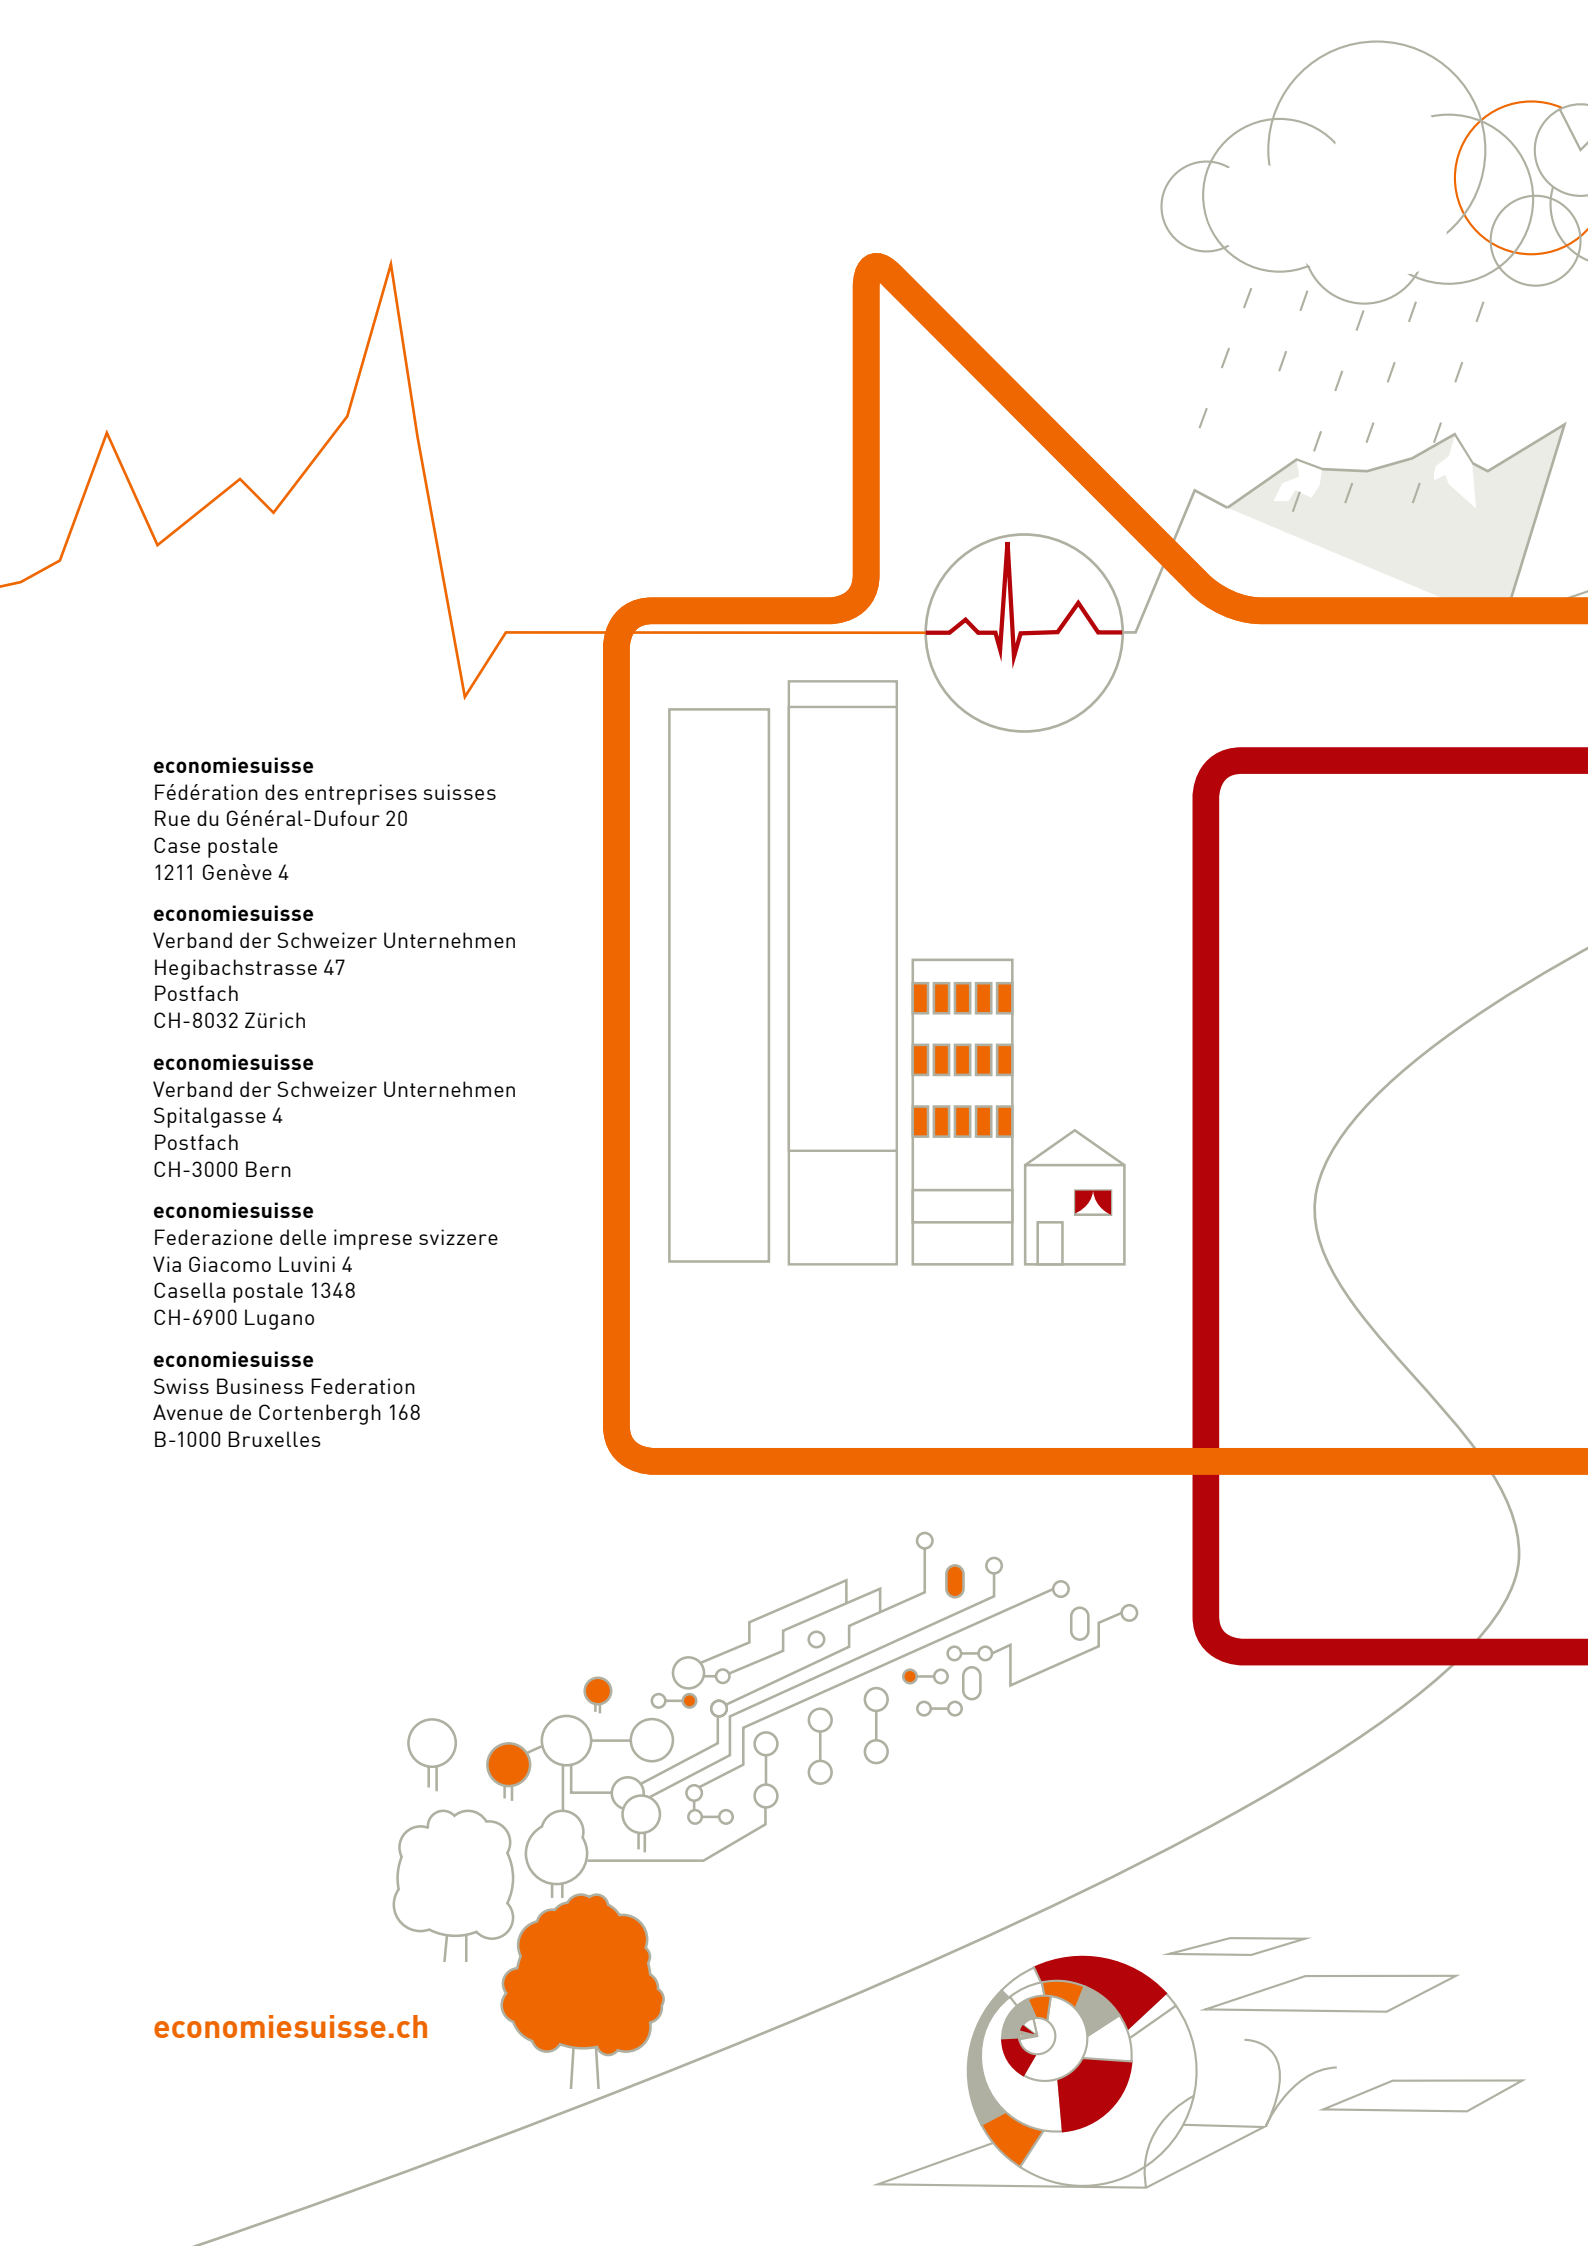 economiesuisse
Fédération des entreprises suisses
Rue du Général-Dufour 20
Case postale
1211 Genève 4
economiesuisse
Verband der Schweizer Unternehmen
Hegibachstrasse 47
Postfach
CH-8032 Zürich
economiesuisse
Verband der Schweizer Unternehmen
Spitalgasse 4
Postfach
CH-3000 Bern
economiesuisse
Federazione delle imprese svizzere
Via Giacomo Luvini 4
Casella postale 1348
CH-6900 Lugano
economiesuisse
Swiss Business Federation
Avenue de Cortenbergh 168
B-1000 Bruxelles
economiesuisse.ch